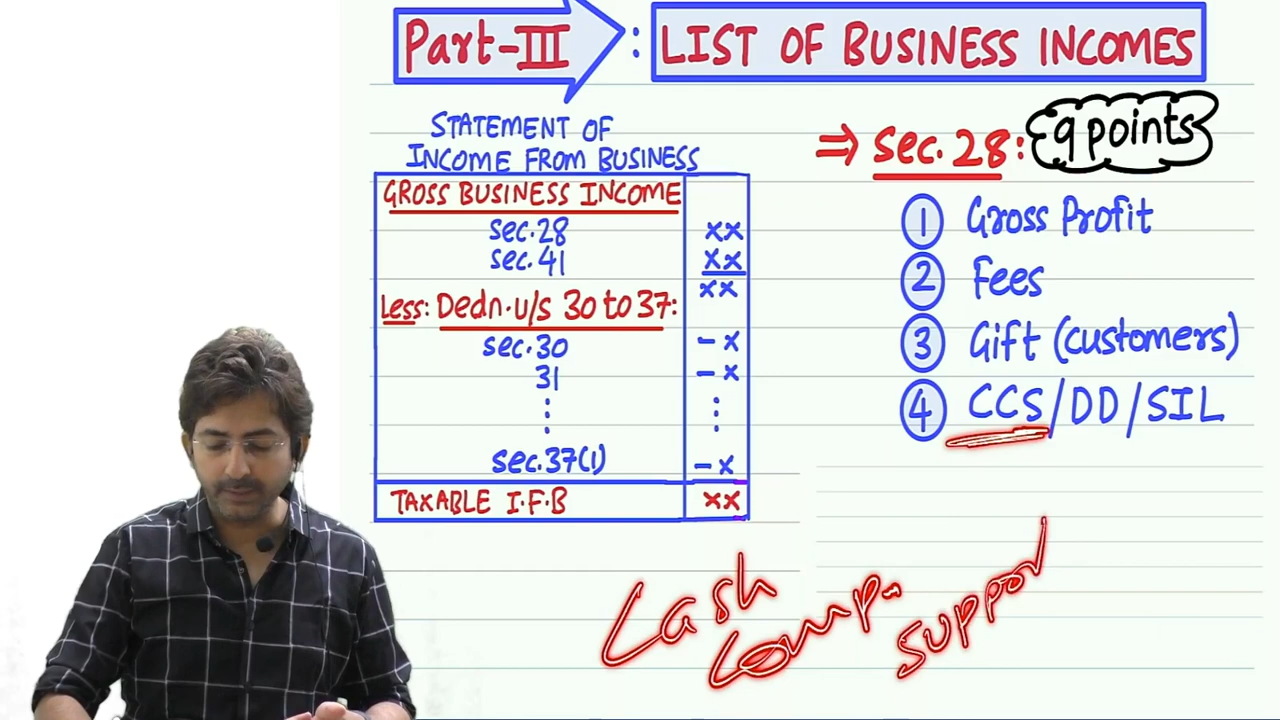 Part-III : LIST OF BUSINESS INCOMES
STATEMENT OF
INCOME FROM BUSINESS
GROSS BUSINESS INCOME
sec.28 xx
sec.41 xx
xx
Less: Dedn.u/s 30 to 37:
sec.30 - x
31 - x
sec.37(1) - x
TAXABLE I.F.B xx
⇒ sec.28: 9 points
1 Gross Profit
2 Fees
3 Gift (customers)
4 CCS/DD/SIL
Cash
Comp.
suppo